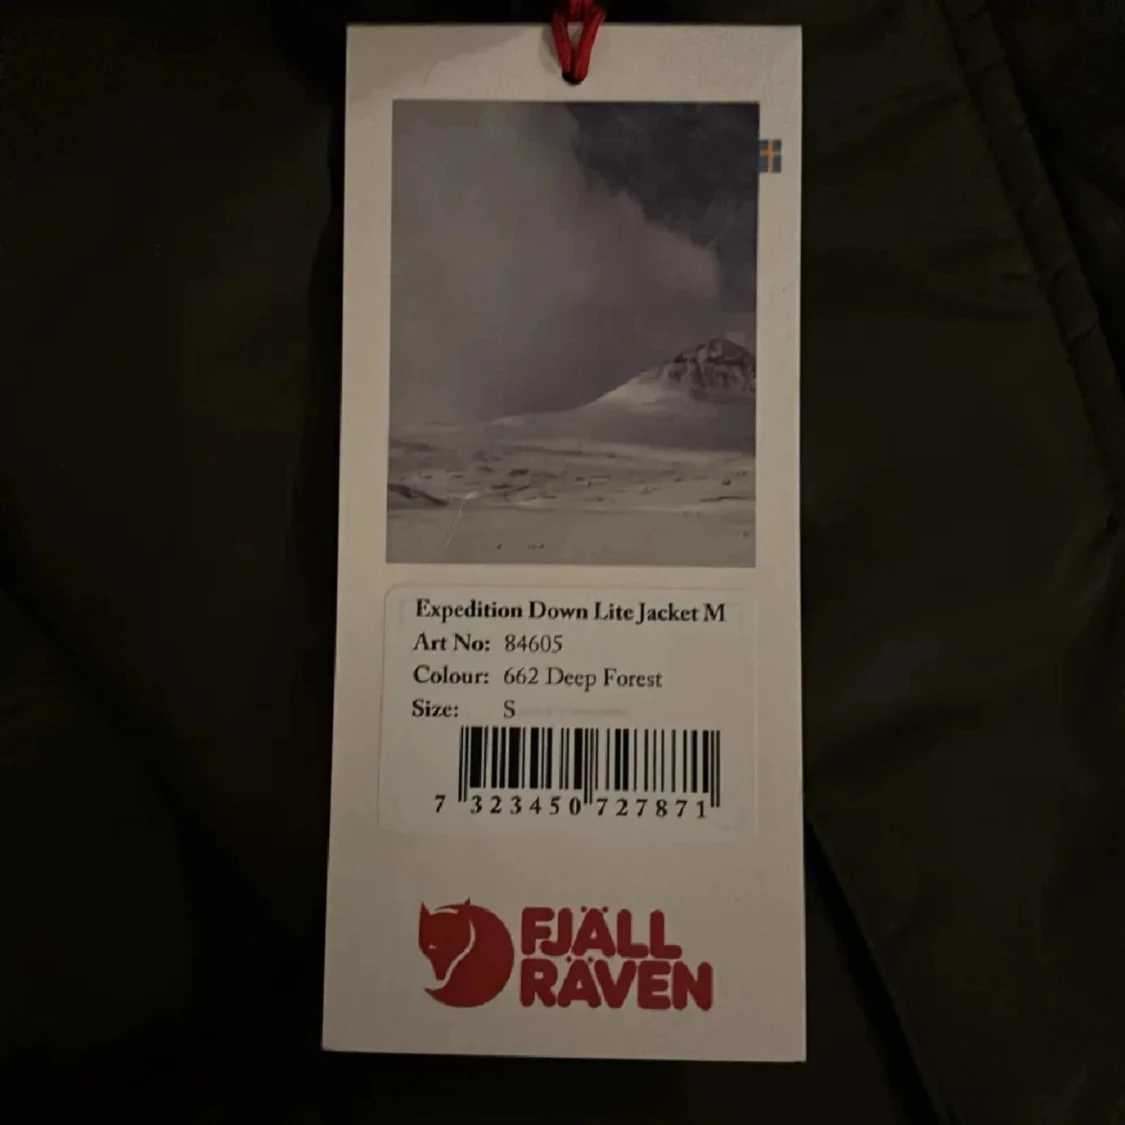 Expedition Down Lite Jacket M
Art No: 84605
Colour: 662 Deep Forest
Size: S
7 323450 727871
FJÄLL
RÄVEN